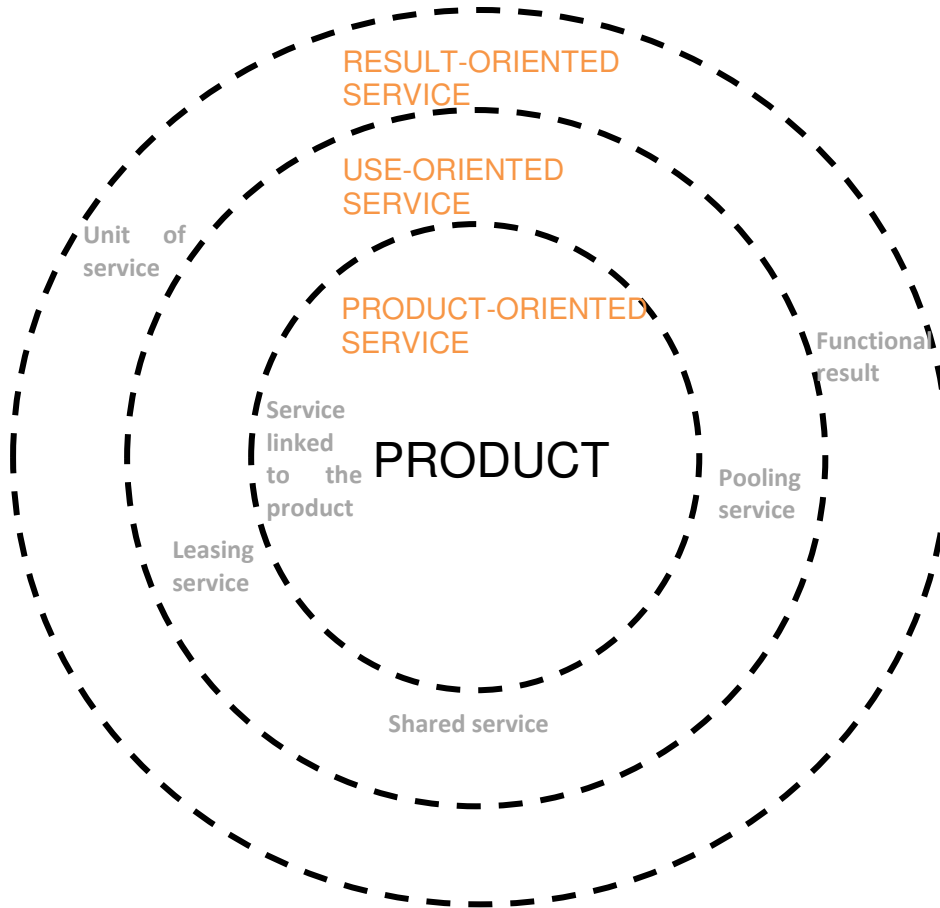 RESULT-ORIENTED
SERVICE
USE-ORIENTED
SERVICE
Unit of
service
PRODUCT-ORIENTED
SERVICE
Functional
result
Service
linked
to the
product
PRODUCT
Pooling
service
Leasing
service
Shared service